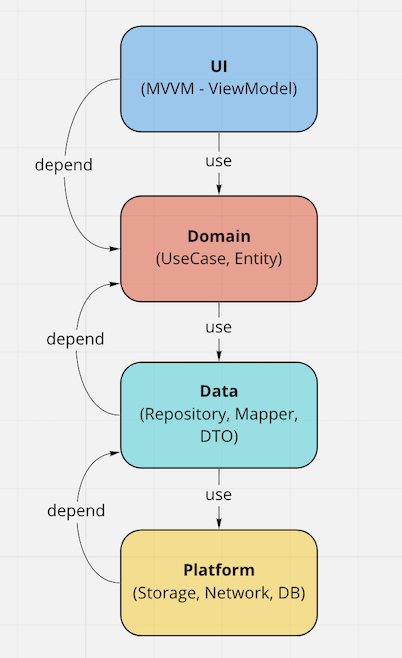 UI
(MVVM - ViewModel)
depend
use
Domain
(UseCase, Entity)
depend
use
Data
(Repository, Mapper,
DTO)
depend
use
Platform
(Storage, Network, DB)